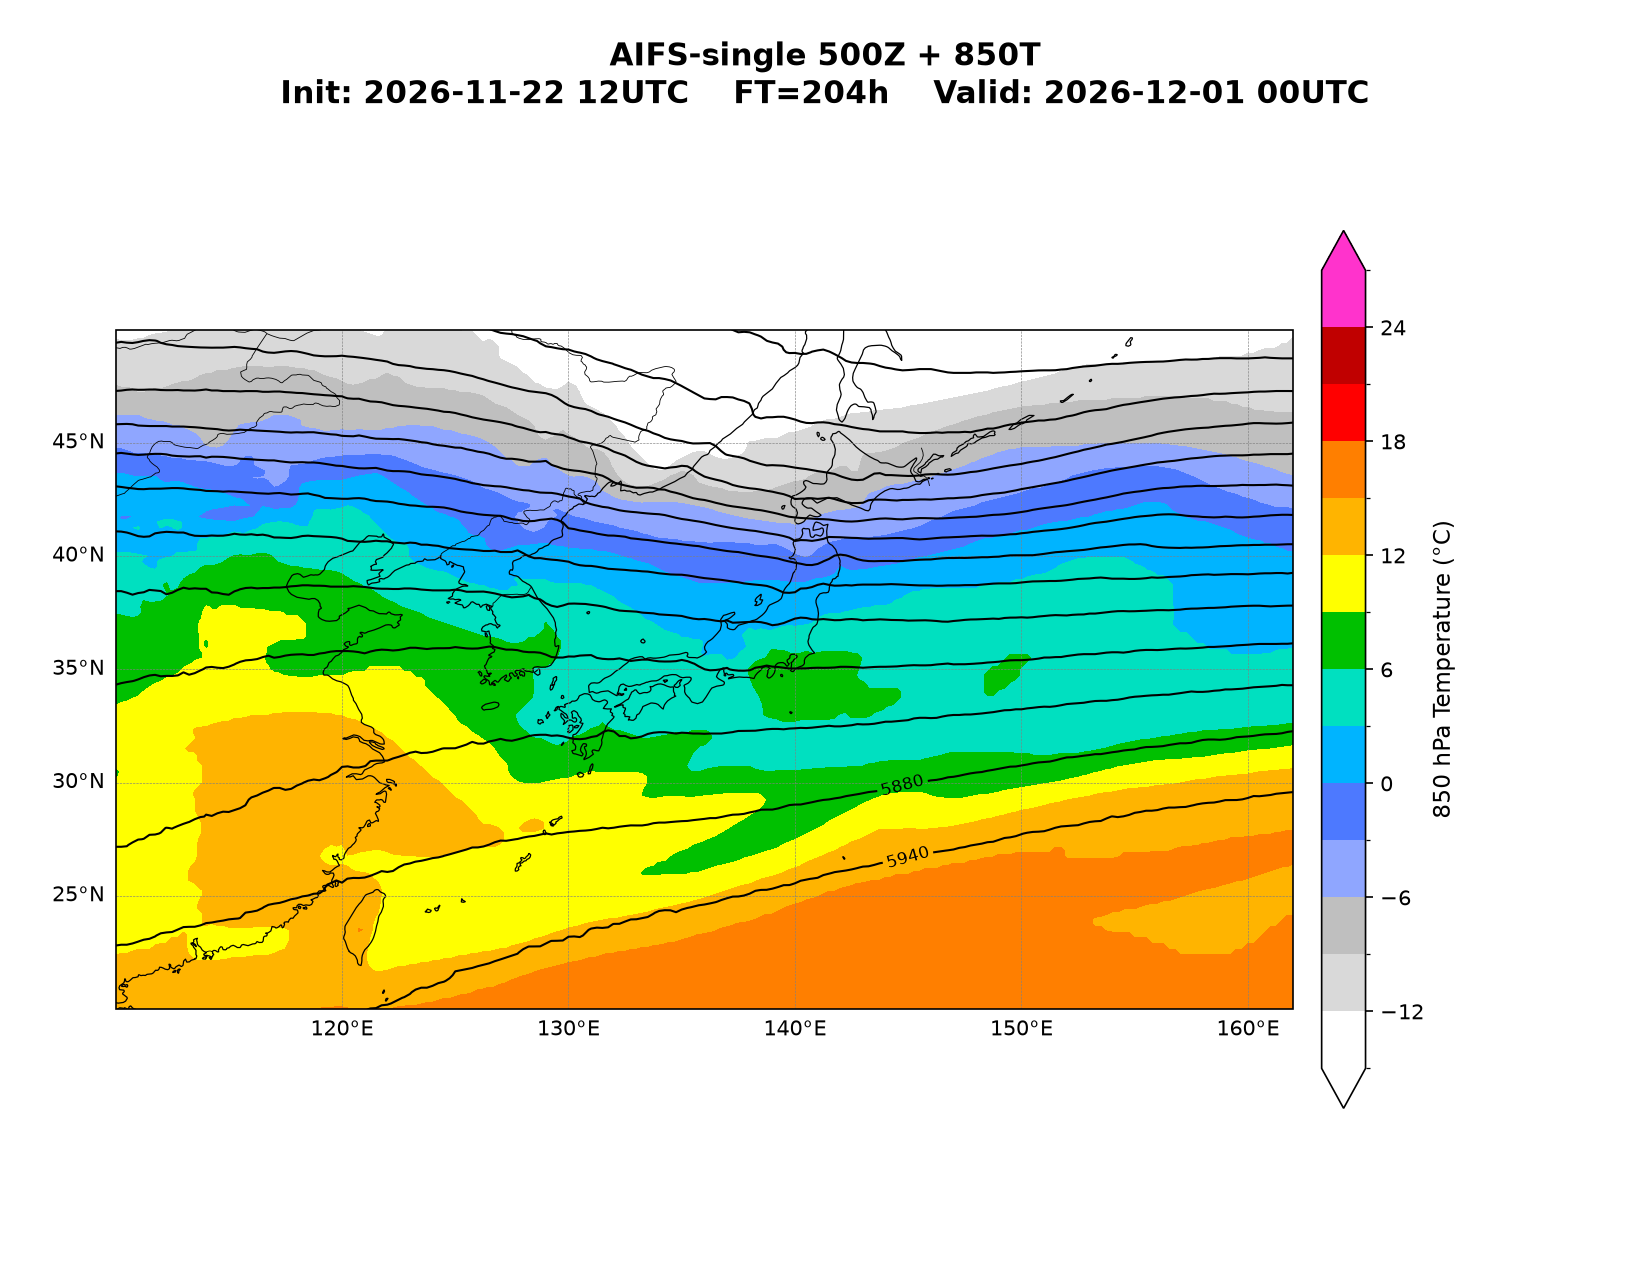 AIFS-single 500Z + 850T
Init: 2026-11-22 12UTC    FT=204h    Valid: 2026-12-01 00UTC
45°N
40°N
35°N
30°N
25°N
120°E
130°E
140°E
150°E
160°E
5880
5940
24
18
12
6
0
−6
−12
850 hPa Temperature (°C)